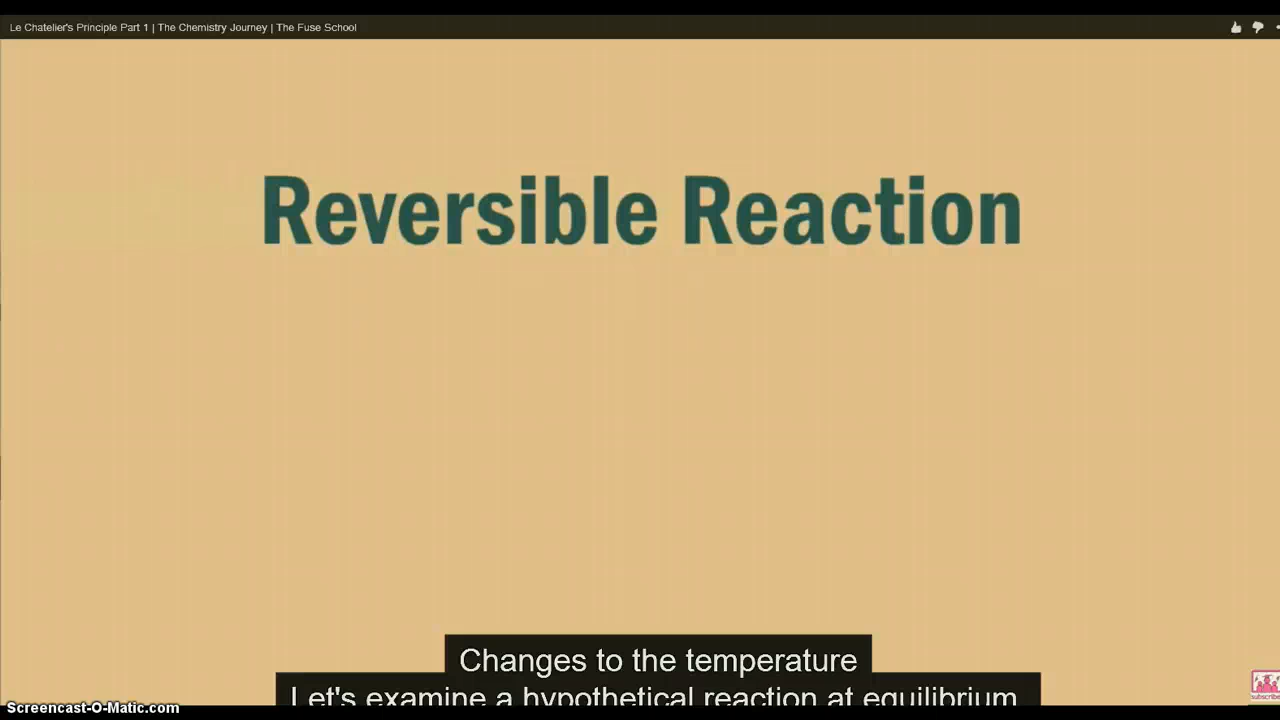 Le Chatelier's Principle Part 1 | The Chemistry Journey | The Fuse School
Reversible Reaction
Changes to the temperature
Let's examine a hypothetical reaction at equilibrium
Screencast-O-Matic.com
subscribe